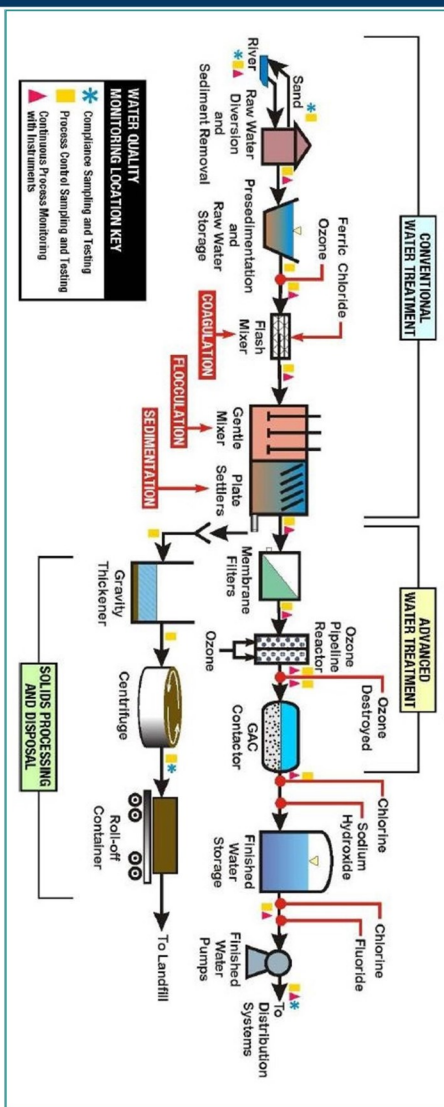 CONVENTIONAL
WATER TREATMENT
ADVANCED
WATER TREATMENT
Ferric Chloride
Ozone
Ozone
Destroyed
Chlorine
Sodium
Hydroxide
Chlorine
Fluoride
Sand
River
Raw Water
Diversion
and
Sediment Removal
Presedimentation
and
Raw Water
Storage
Flash
Mixer
Gentle
Mixer
Plate
Settlers
Membrane
Filters
Ozone
Pipeline
Reactor
Ozone
GAC
Contactor
Finished
Water
Storage
Finished
Water
Pumps
To
Distribution
Systems
COAGULATION
FLOCCULATION
SEDIMENTATION
Gravity
Thickener
Centrifuge
Roll-off
Container
To Landfill
SOLIDS PROCESSING
AND DISPOSAL
WATER QUALITY
MONITORING LOCATION KEY
Compliance Sampling and Testing
Process Control Sampling and Testing
Continuous Process Monitoring
with Instruments